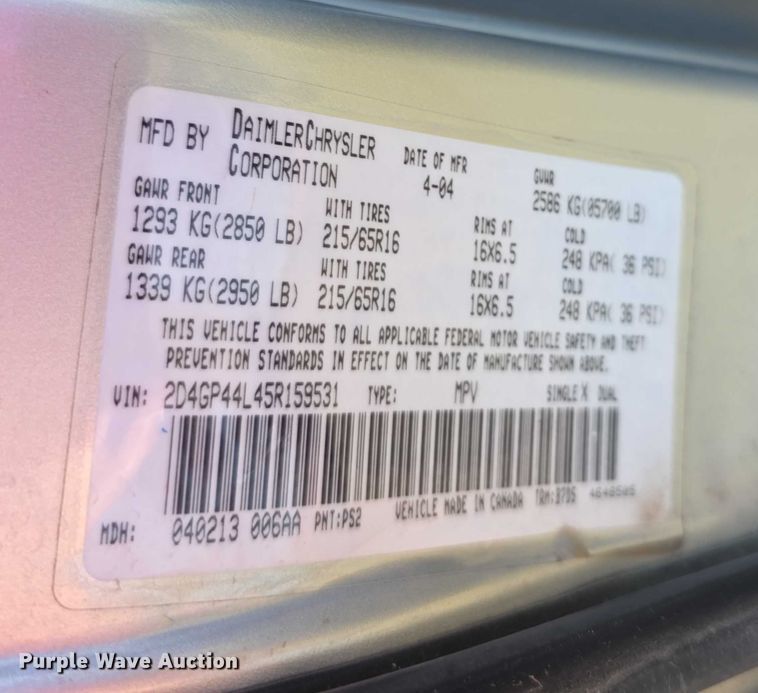 MFD BY DAIMLERCHRYSLER CORPORATION
DATE OF MFR 4-04
GVWR 2586 KG(05700 LB)
GAWR FRONT WITH TIRES RIMS AT COLD
1293 KG(2850 LB) 215/65R16 16X6.5 248 KPA( 36 PSI)
GAWR REAR WITH TIRES RIMS AT COLD
1339 KG(2950 LB) 215/65R16 16X6.5 248 KPA( 36 PSI)
THIS VEHICLE CONFORMS TO ALL APPLICABLE FEDERAL MOTOR VEHICLE SAFETY AND THEFT
PREVENTION STANDARDS IN EFFECT ON THE DATE OF MANUFACTURE SHOWN ABOVE.
VIN: 2D4GP44L45R159531 TYPE: MPV SINGLE X DUAL
MDH: 040213 006AA PNT:PS2 VEHICLE MADE IN CANADA
Purple Wave Auction